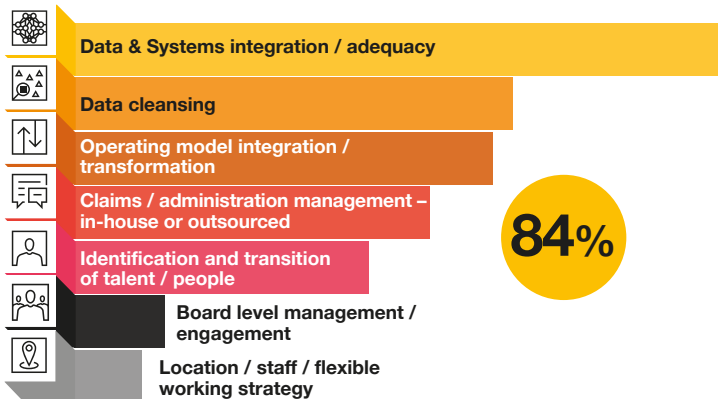 Data & Systems integration / adequacy
Data cleansing
Operating model integration /
transformation
Claims / administration management –
in-house or outsourced
Identification and transition
of talent / people
84%
Board level management /
engagement
Location / staff / flexible
working strategy